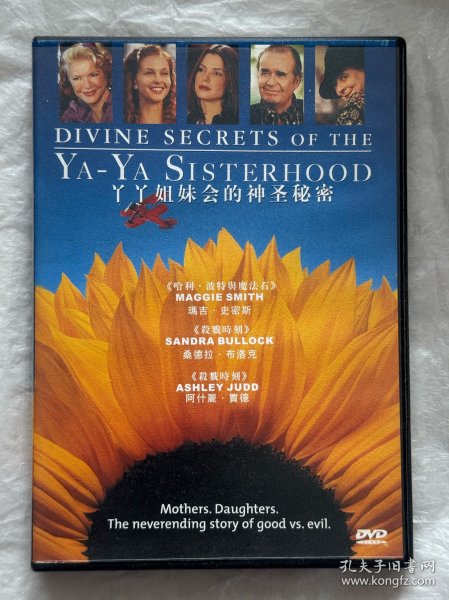 DIVINE SECRETS OF THE
YA-YA SISTERHOOD
丫丫姐妹会的神圣秘密
《哈利·波特與魔法石》
MAGGIE SMITH
瑪吉·史密斯
《殺戮時刻》
SANDRA BULLOCK
桑德拉·布洛克
《殺戮時刻》
ASHLEY JUDD
阿什麗·賈德
Mothers. Daughters.
The neverending story of good vs. evil.
DVD
孔夫子旧书网
www.kongfz.com